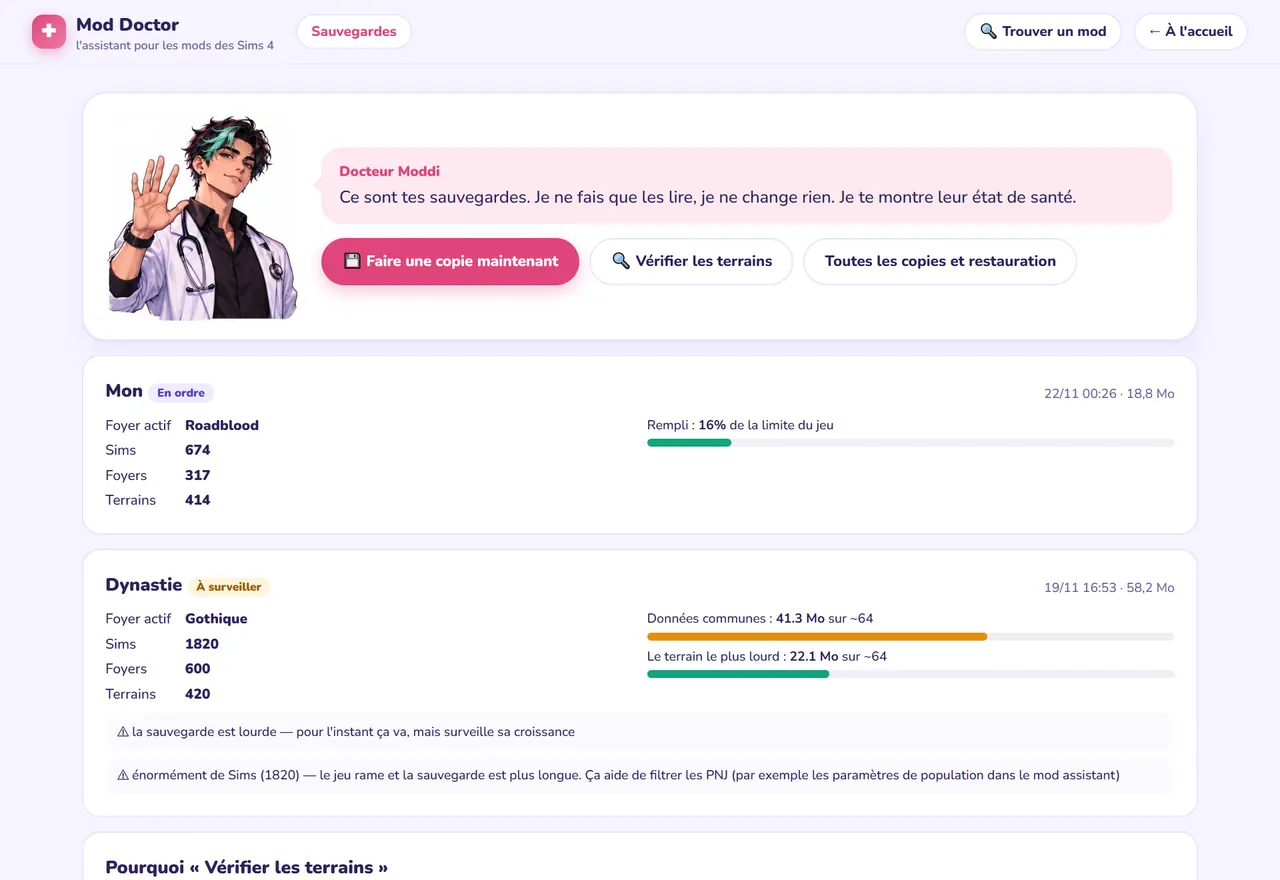 Mod Doctor
l'assistant pour les mods des Sims 4
Sauvegardes
🔍 Trouver un mod
← À l'accueil
Docteur Moddi
Ce sont tes sauvegardes. Je ne fais que les lire, je ne change rien. Je te montre leur état de santé.
💾 Faire une copie maintenant
🔍 Vérifier les terrains
Toutes les copies et restauration
Mon En ordre
22/11 00:26 · 18,8 Mo
Foyer actif Roadblood
Sims 674
Foyers 317
Terrains 414
Rempli : 16% de la limite du jeu
Dynastie À surveiller
19/11 16:53 · 58,2 Mo
Foyer actif Gothique
Sims 1820
Foyers 600
Terrains 420
Données communes : 41.3 Mo sur ~64
Le terrain le plus lourd : 22.1 Mo sur ~64
⚠ la sauvegarde est lourde — pour l'instant ça va, mais surveille sa croissance
⚠ énormément de Sims (1820) — le jeu rame et la sauvegarde est plus longue. Ça aide de filtrer les PNJ (par exemple les paramètres de population dans le mod assistant)
Pourquoi « Vérifier les terrains »